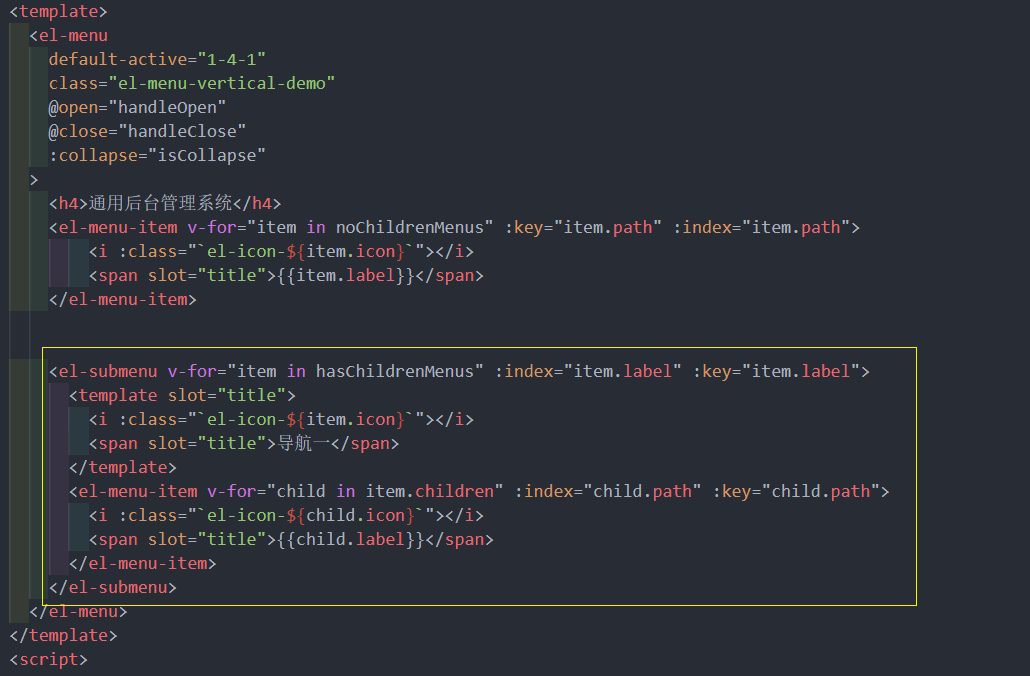 <template>
<el-menu
default-active="1-4-1"
class="el-menu-vertical-demo"
@open="handleOpen"
@close="handleClose"
:collapse="isCollapse"
>
<h4>通用后台管理系统</h4>
<el-menu-item v-for="item in noChildrenMenus" :key="item.path" :index="item.path">
<i :class="`el-icon-${item.icon}`"></i>
<span slot="title">{{item.label}}</span>
</el-menu-item>
<el-submenu v-for="item in hasChildrenMenus" :index="item.label" :key="item.label">
<template slot="title">
<i :class="`el-icon-${item.icon}`"></i>
<span slot="title">导航一</span>
</template>
<el-menu-item v-for="child in item.children" :index="child.path" :key="child.path">
<i :class="`el-icon-${child.icon}`"></i>
<span slot="title">{{child.label}}</span>
</el-menu-item>
</el-submenu>
</el-menu>
</template>
<script>